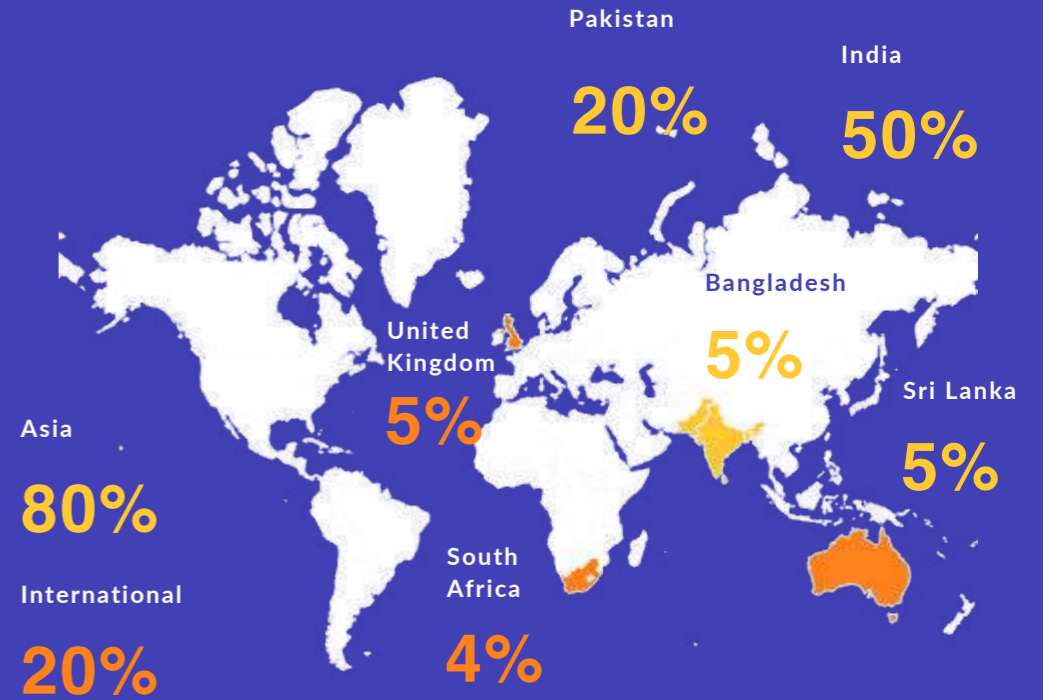 Pakistan
20%
India
50%
Bangladesh
5%
United
Kingdom
5%
Sri Lanka
5%
Asia
80%
South
Africa
4%
International
20%